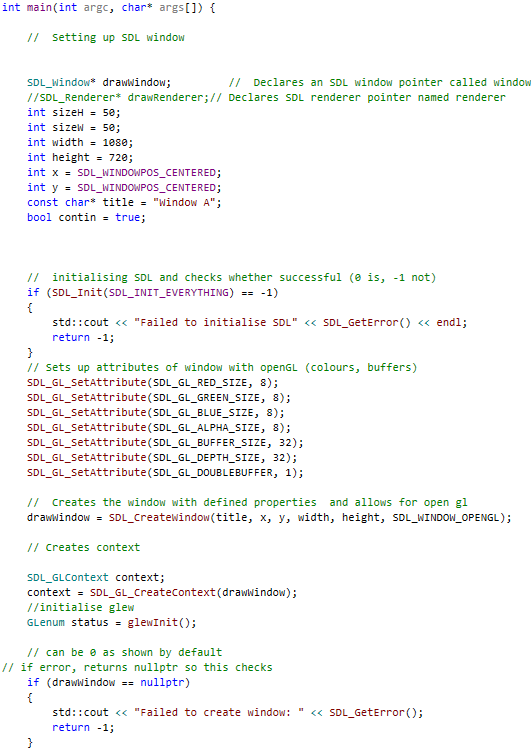 int main(int argc, char* args[]) {
//  Setting up SDL window
SDL_Window* drawWindow;         //  Declares an SDL window pointer called window
//SDL_Renderer* drawRenderer;// Declares SDL renderer pointer named renderer
int sizeH = 50;
int sizeW = 50;
int width = 1080;
int height = 720;
int x = SDL_WINDOWPOS_CENTERED;
int y = SDL_WINDOWPOS_CENTERED;
const char* title = "Window A";
bool contin = true;
//  initialising SDL and checks whether successful (0 is, -1 not)
if (SDL_Init(SDL_INIT_EVERYTHING) == -1)
{
std::cout << "Failed to initialise SDL" << SDL_GetError() << endl;
return -1;
}
// Sets up attributes of window with openGL (colours, buffers)
SDL_GL_SetAttribute(SDL_GL_RED_SIZE, 8);
SDL_GL_SetAttribute(SDL_GL_GREEN_SIZE, 8);
SDL_GL_SetAttribute(SDL_GL_BLUE_SIZE, 8);
SDL_GL_SetAttribute(SDL_GL_ALPHA_SIZE, 8);
SDL_GL_SetAttribute(SDL_GL_BUFFER_SIZE, 32);
SDL_GL_SetAttribute(SDL_GL_DEPTH_SIZE, 32);
SDL_GL_SetAttribute(SDL_GL_DOUBLEBUFFER, 1);
//  Creates the window with defined properties  and allows for open gl
drawWindow = SDL_CreateWindow(title, x, y, width, height, SDL_WINDOW_OPENGL);
// Creates context
SDL_GLContext context;
context = SDL_GL_CreateContext(drawWindow);
//initialise glew
GLenum status = glewInit();
// can be 0 as shown by default
// if error, returns nullptr so this checks
if (drawWindow == nullptr)
{
std::cout << "Failed to create window: " << SDL_GetError();
return -1;
}